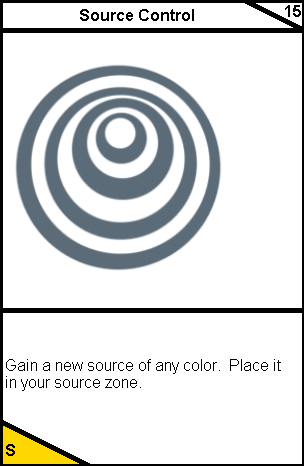 Source Control
15
Gain a new source of any color.  Place it
in your source zone.
S